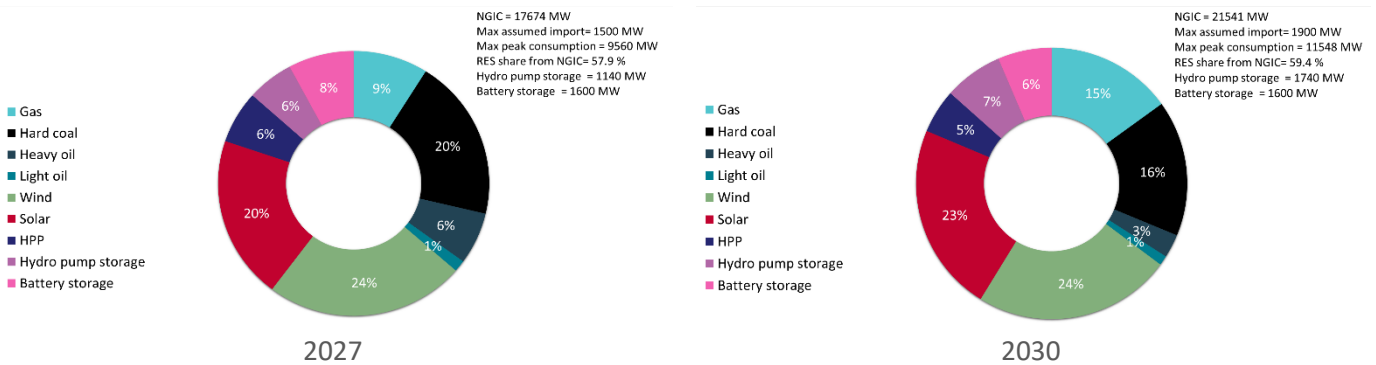 NGIC = 17674 MW
Max assumed import= 1500 MW
Max peak consumption = 9560 MW
RES share from NGIC= 57.9 %
Hydro pump storage = 1140 MW
Battery storage = 1600 MW
Gas
Hard coal
Heavy oil
Light oil
Wind
Solar
HPP
Hydro pump storage
Battery storage
9%
20%
6%
1%
24%
20%
6%
6%
8%
2027
NGIC = 21541 MW
Max assumed import= 1900 MW
Max peak consumption = 11548 MW
RES share from NGIC= 59.4 %
Hydro pump storage = 1740 MW
Battery storage = 1600 MW
Gas
Hard coal
Heavy oil
Light oil
Wind
Solar
HPP
Hydro pump storage
Battery storage
15%
16%
3%
1%
24%
23%
5%
7%
6%
2030